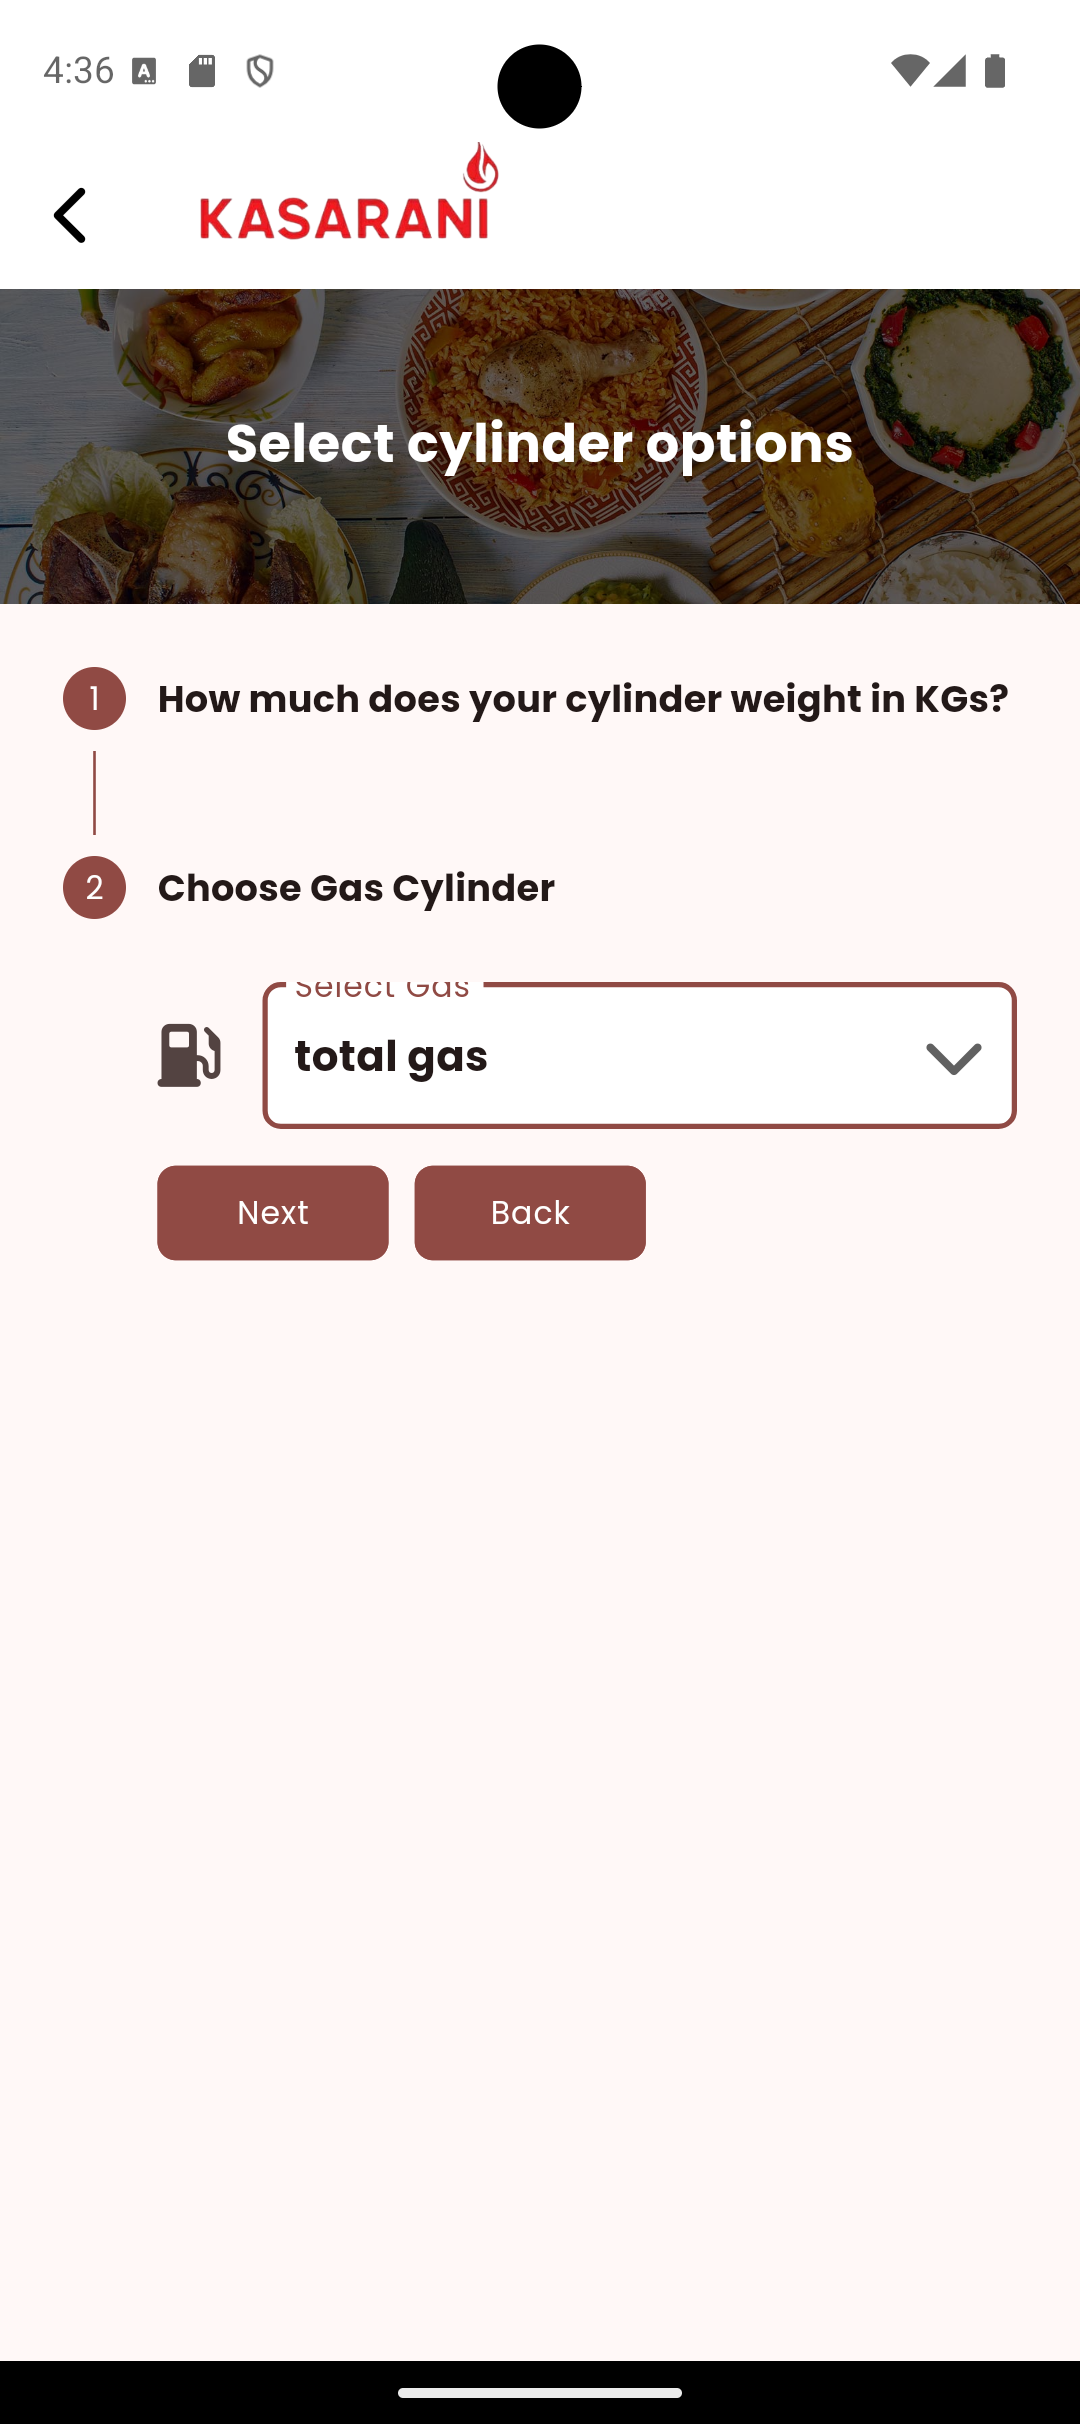 4:36
KASARANI
Select cylinder options
1 How much does your cylinder weight in KGs?
2 Choose Gas Cylinder
Select Gas
total gas
Next Back